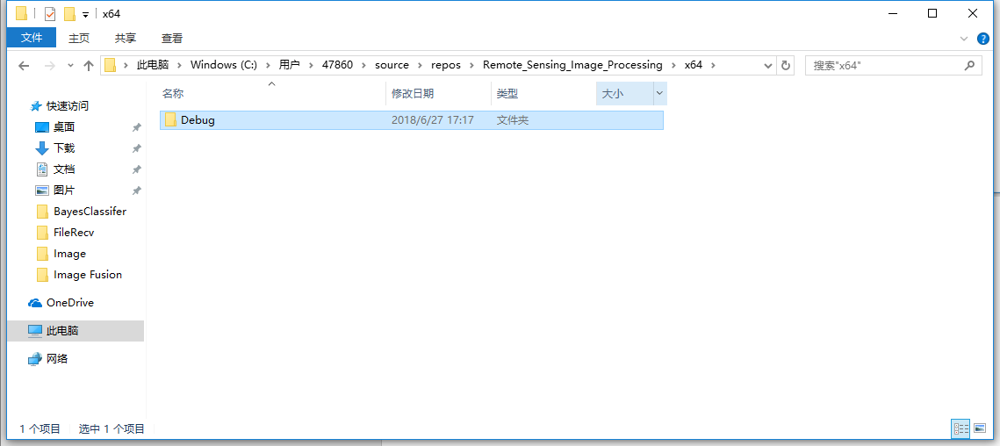 x64
文件 主页 共享 查看
此电脑 Windows (C:) 用户 47860 source repos Remote_Sensing_Image_Processing x64 搜索"x64"
名称 修改日期 类型 大小
Debug 2018/6/27 17:17 文件夹
快速访问
桌面
下载
文档
图片
BayesClassifer
FileRecv
Image
Image Fusion
OneDrive
此电脑
网络
1 个项目 选中 1 个项目